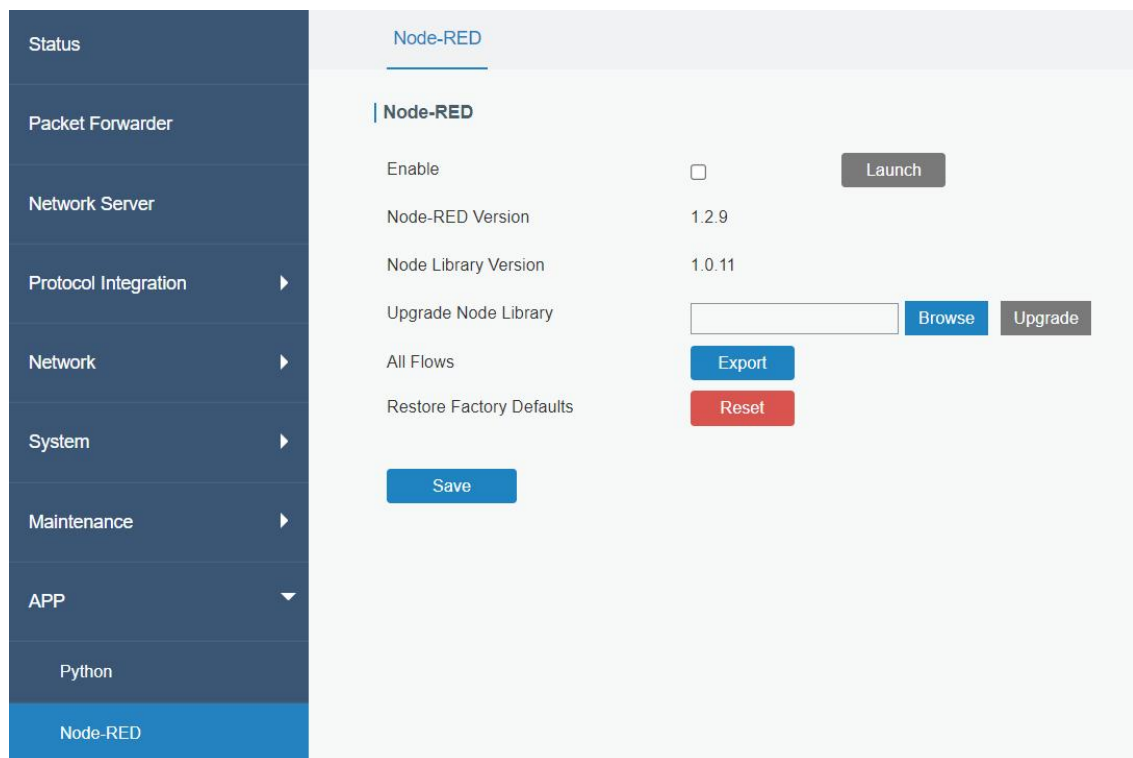 Status
Packet Forwarder
Network Server
Protocol Integration
Network
System
Maintenance
APP
Python
Node-RED
Node-RED
Node-RED
Enable Launch
Node-RED Version 1.2.9
Node Library Version 1.0.11
Upgrade Node Library Browse Upgrade
All Flows Export
Restore Factory Defaults Reset
Save